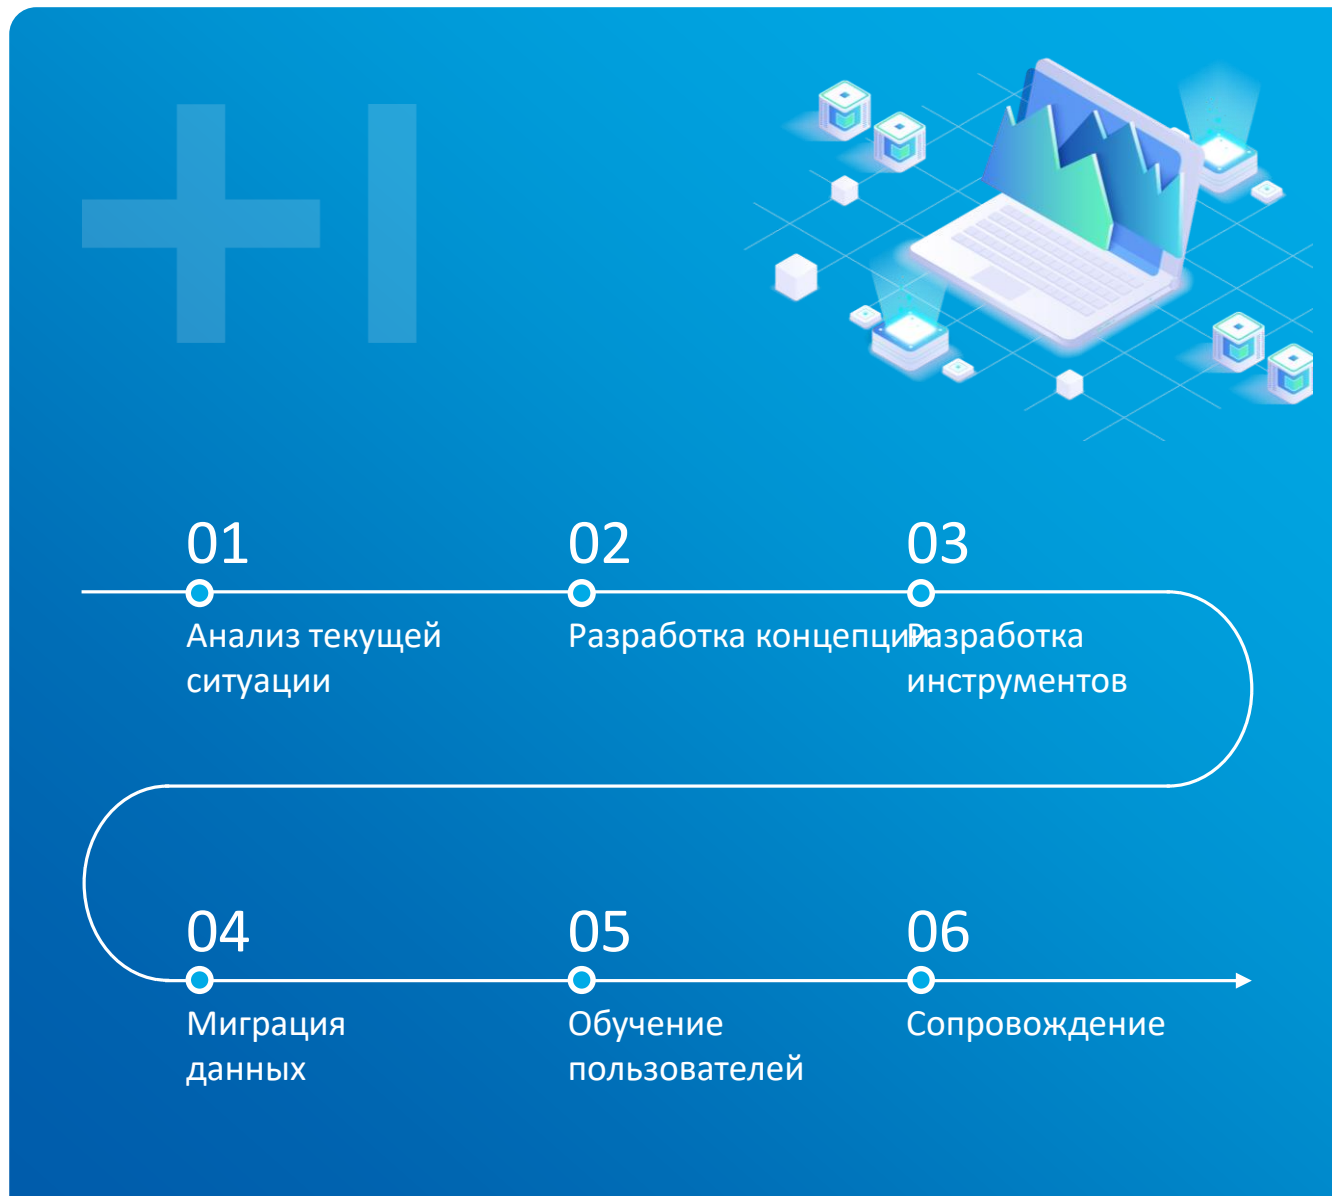 01
02
03
Анализ текущей
ситуации
Разработка концепции
Разработка
инструментов
04
05
06
Миграция
данных
Обучение
пользователей
Сопровождение